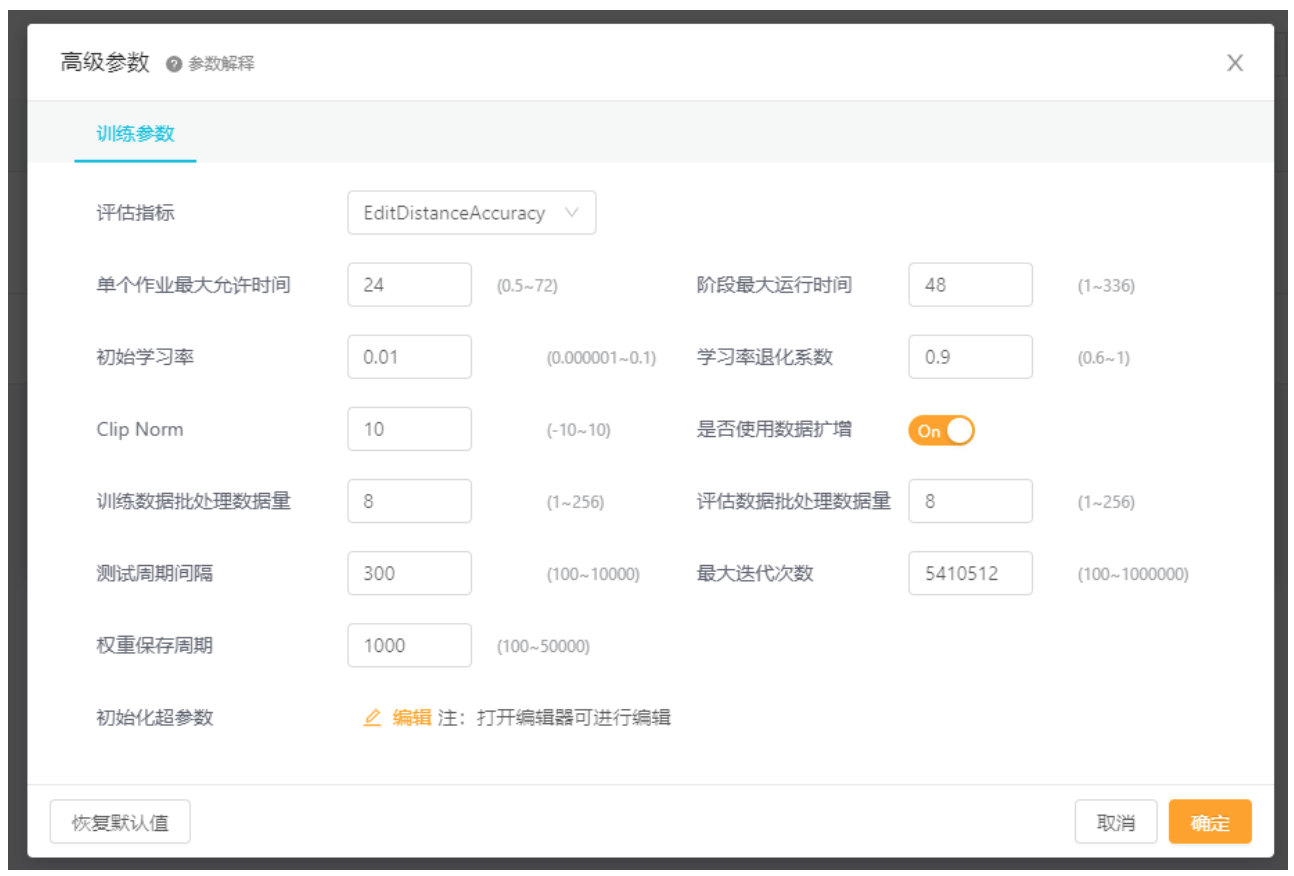 高级参数 参数解释
训练参数
评估指标 EditDistanceAccuracy
单个作业最大允许时间 24 (0.5~72) 阶段最大运行时间 48 (1~336)
初始学习率 0.01 (0.000001~0.1) 学习率退化系数 0.9 (0.6~1)
Clip Norm 10 (-10~10) 是否使用数据扩增 On
训练数据批处理数据量 8 (1~256) 评估数据批处理数据量 8 (1~256)
测试周期间隔 300 (100~10000) 最大迭代次数 5410512 (100~1000000)
权重保存周期 1000 (100~50000)
初始化超参数 编辑 注：打开编辑器可进行编辑
恢复默认值 取消 确定